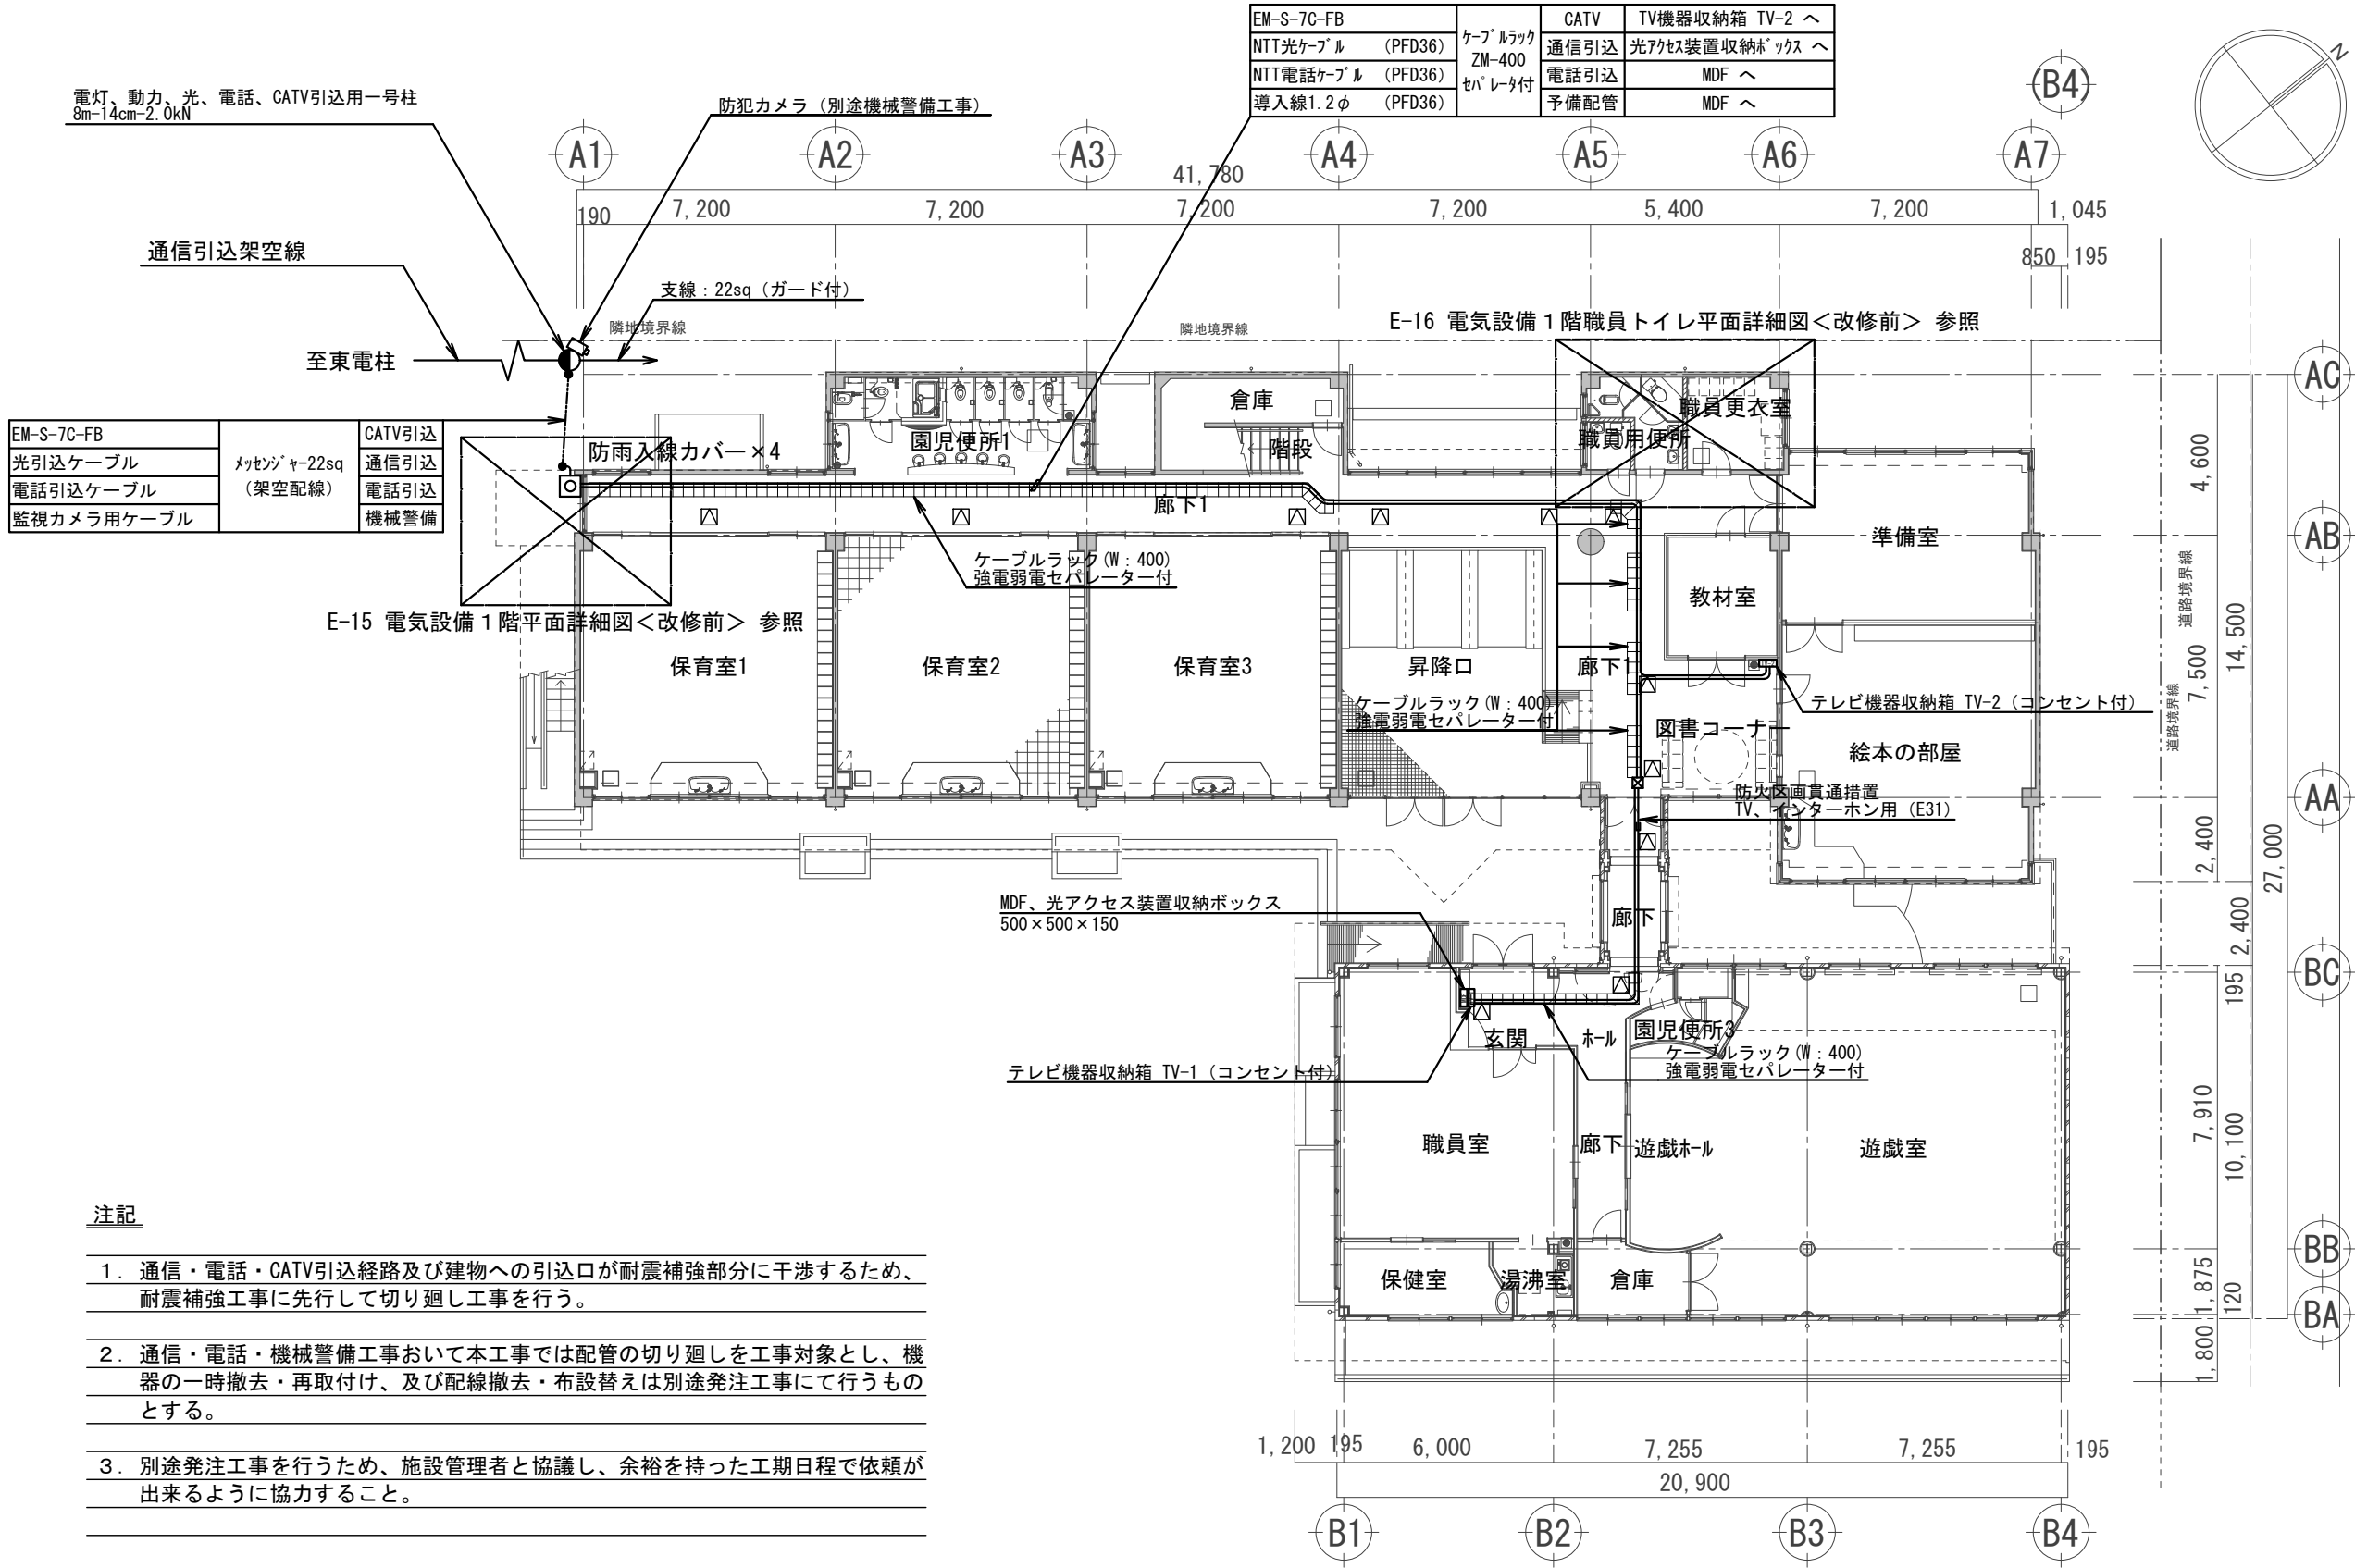 EM-S-7C-FB
NTT光ケーブル （PFD36）
NTT電話ケーブル （PFD36）
導入線1.2φ （PFD36）
ケーブルラック
ZM-400
セパレータ付
CATV TV機器収納箱 TV-2 へ
通信引込 光アクセス装置収納ボックス へ
電話引込 MDF へ
予備配管 MDF へ
N
B4
電灯、動力、光、電話、CATV引込用一号柱
8m-14cm-2.0kN
防犯カメラ（別途機械警備工事）
A1
A2
A3
A4
A5
A6
A7
41,780
190
7,200
7,200
7,200
7,200
5,400
7,200
1,045
850
195
通信引込架空線
支線：22sq（ガード付）
隣地境界線
隣地境界線
E-16 電気設備１階職員トイレ平面詳細図＜改修前＞ 参照
至東電柱
AC
倉庫
職員更衣室
EM-S-7C-FB
光引込ケーブル
電話引込ケーブル
監視カメラ用ケーブル
メッセンジャー22sq
（架空配線）
CATV引込
通信引込
電話引込
機械警備
防雨入線カバー×4
園児便所1
階段
職員用便所
4,600
廊下1
AB
準備室
ケーブルラック(W：400)
強電弱電セパレーター付
教材室
道路境界線
E-15 電気設備１階平面詳細図＜改修前＞ 参照
14,500
保育室1
保育室2
保育室3
昇降口
廊下1
7,500
ケーブルラック(W：400)
強電弱電セパレーター付
テレビ機器収納箱 TV-2（コンセント付）
道路境界線
図書コーナー
絵本の部屋
防火区画貫通措置
TV、インターホン用（E31）
AA
2,400
27,000
MDF、光アクセス装置収納ボックス
500×500×150
廊下
2,400
BC
195
玄関
ホール
園児便所3
ケーブルラック(W：400)
強電弱電セパレーター付
テレビ機器収納箱 TV-1（コンセント付）
7,910
10,100
職員室
廊下
遊戯ホール
遊戯室
注記
１. 通信・電話・CATV引込経路及び建物への引込口が耐震補強部分に干渉するため、
耐震補強工事に先行して切り廻し工事を行う。
２. 通信・電話・機械警備工事おいて本工事では配管の切り廻しを工事対象とし、機
器の一時撤去・再取付け、及び配線撤去・布設替えは別途発注工事にて行うもの
とする。
３. 別途発注工事を行うため、施設管理者と協議し、余裕を持った工期日程で依頼が
出来るように協力すること。
BB
保健室
湯沸室
倉庫
1,875
120
BA
1,800
1,200
195
6,000
7,255
7,255
195
20,900
B1
B2
B3
B4